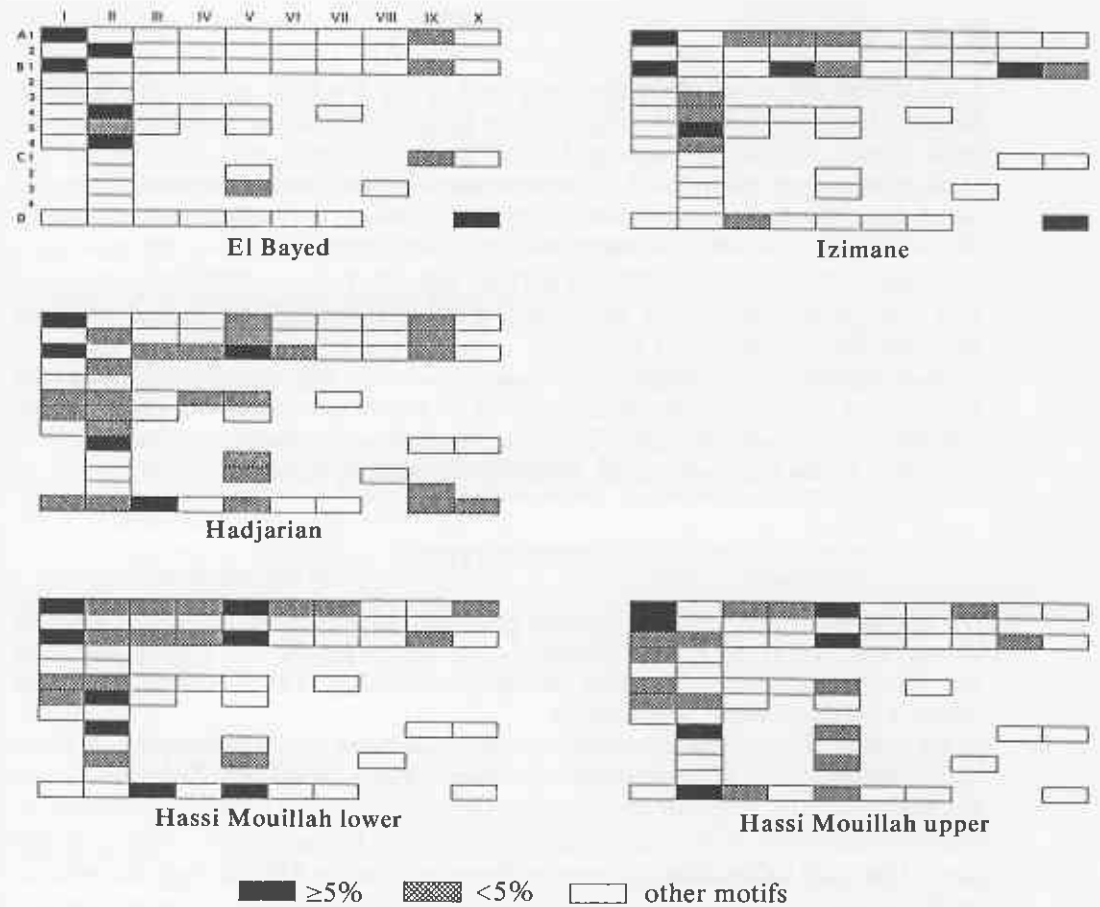 I II III IV V VI VII VIII IX X
A 1
2
B 1
2
3
4
5
6
C 1
2
3
4
D
El Bayed
Izimane
Hadjarian
Hassi Mouillah lower
Hassi Mouillah upper
≥5% <5% other motifs